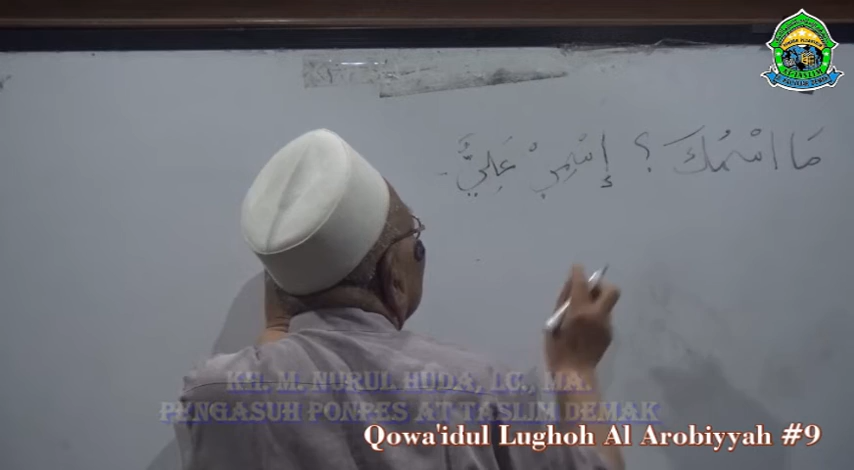 مَا اسْمُكَ ؟ إِسْمِيْ عَلِيٌّ
KH. M. NURUL HUDA, LC., MA.
PENGASUH PONPES AT-TASLIM DEMAK
Qowa'idul Lughoh Al Arobiyyah #9